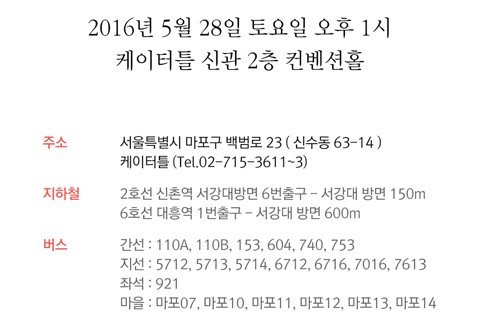 2016년 5월 28일 토요일 오후 1시
케이터틀 신관 2층 컨벤션홀
주소 서울특별시 마포구 백범로 23 ( 신수동 63-14 )
케이터틀 (Tel.02-715-3611~3)
지하철 2호선 신촌역 서강대방면 6번출구 - 서강대 방면 150m
6호선 대흥역 1번출구 - 서강대 방면 600m
버스 간선 : 110A, 110B, 153, 604, 740, 753
지선 : 5712, 5713, 5714, 6712, 6716, 7016, 7613
좌석 : 921
마을 : 마포07, 마포10, 마포11, 마포12, 마포13, 마포14